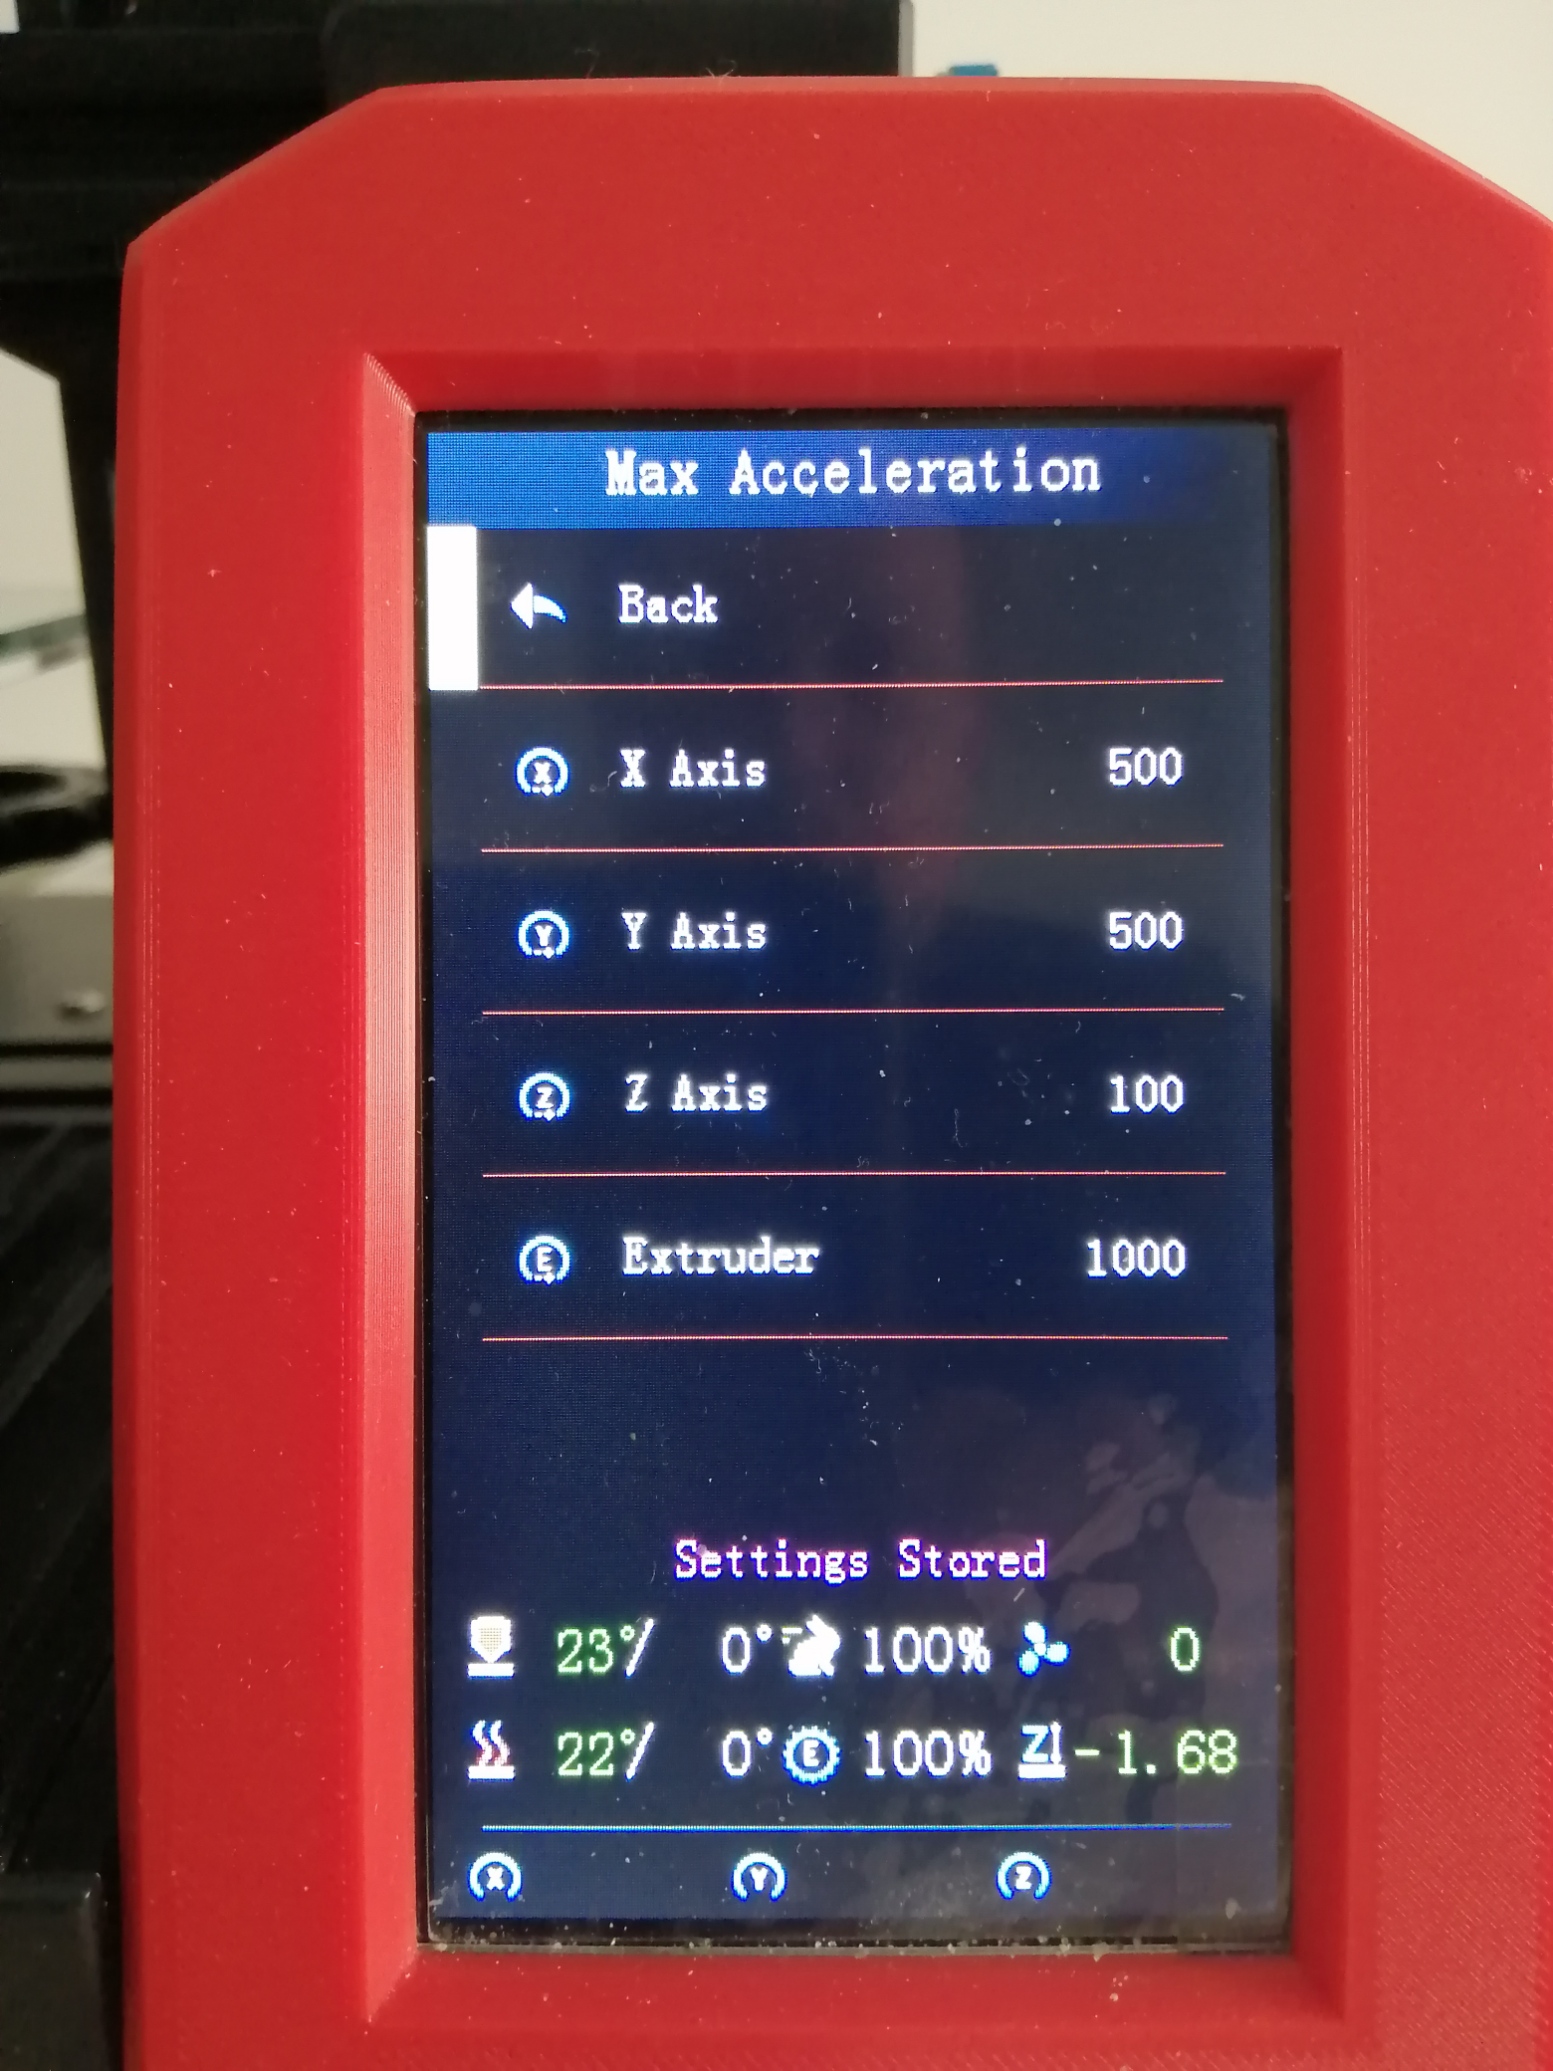 Max Acceleration
Back
X X Axis 500
Y Y Axis 500
Z Z Axis 100
E Extruder 1000
Settings Stored
23°/ 0° 100% 0
22°/ 0° E 100% Z -1.68
X Y Z